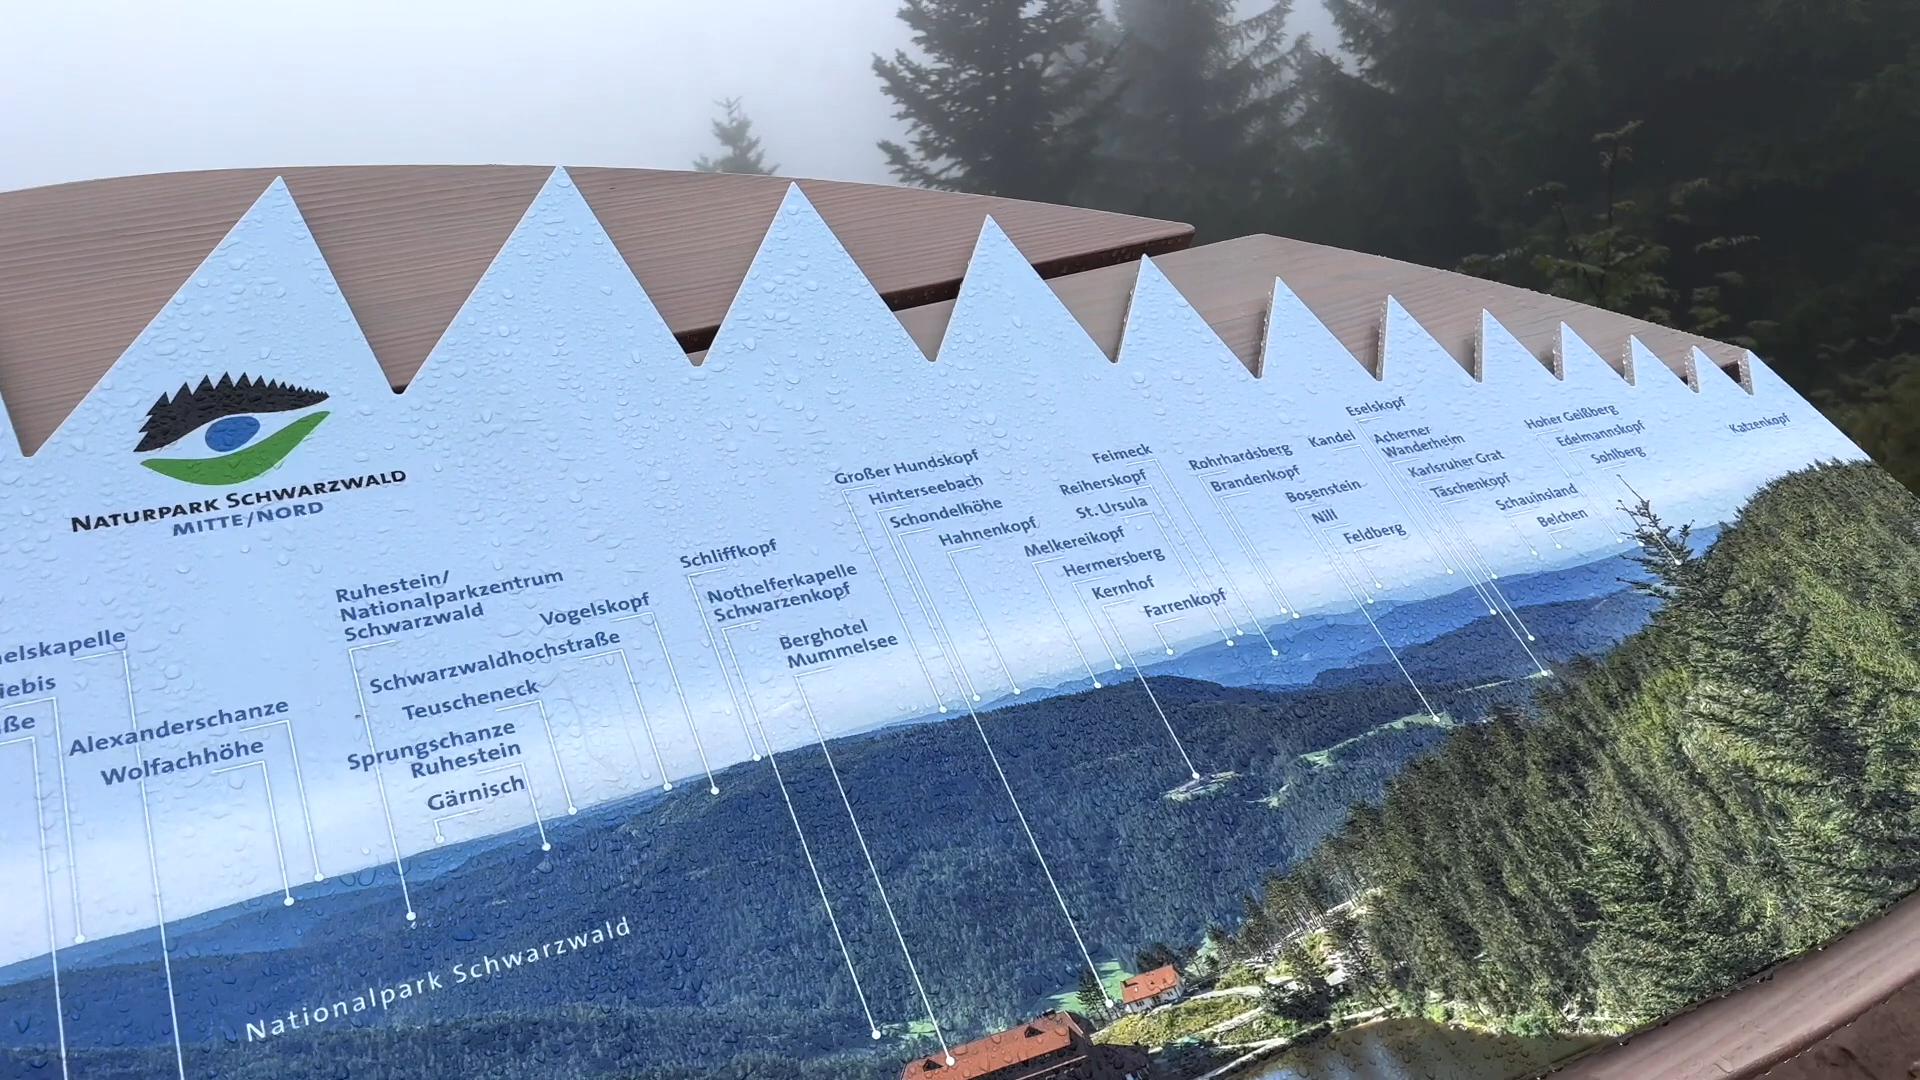 NATURPARK SCHWARZWALD
MITTE/NORD
elskapelle
iebis
ße
Alexanderschanze
Wolfachhöhe
Ruhestein/
Nationalparkzentrum
Schwarzwald
Vogelskopf
Schwarzwaldhochstraße
Teuscheneck
Sprungschanze
Ruhestein
Gärnisch
Schliffkopf
Nothelferkapelle
Schwarzenkopf
Berghotel
Mummelsee
Großer Hundskopf
Hinterseebach
Schondelhöhe
Hahnenkopf
Feimeck
Reiherskopf
St. Ursula
Melkereikopf
Hermersberg
Kernhof
Farrenkopf
Rohrhardsberg
Brandenkopf
Eselskopf
Kandel
Bosenstein
Nill
Feldberg
Acherner
Wanderheim
Karlsruher Grat
Täschenkopf
Hoher Geißberg
Edelmannskopf
Sohlberg
Schauinsland
Belchen
Katzenkopf
Nationalpark Schwarzwald